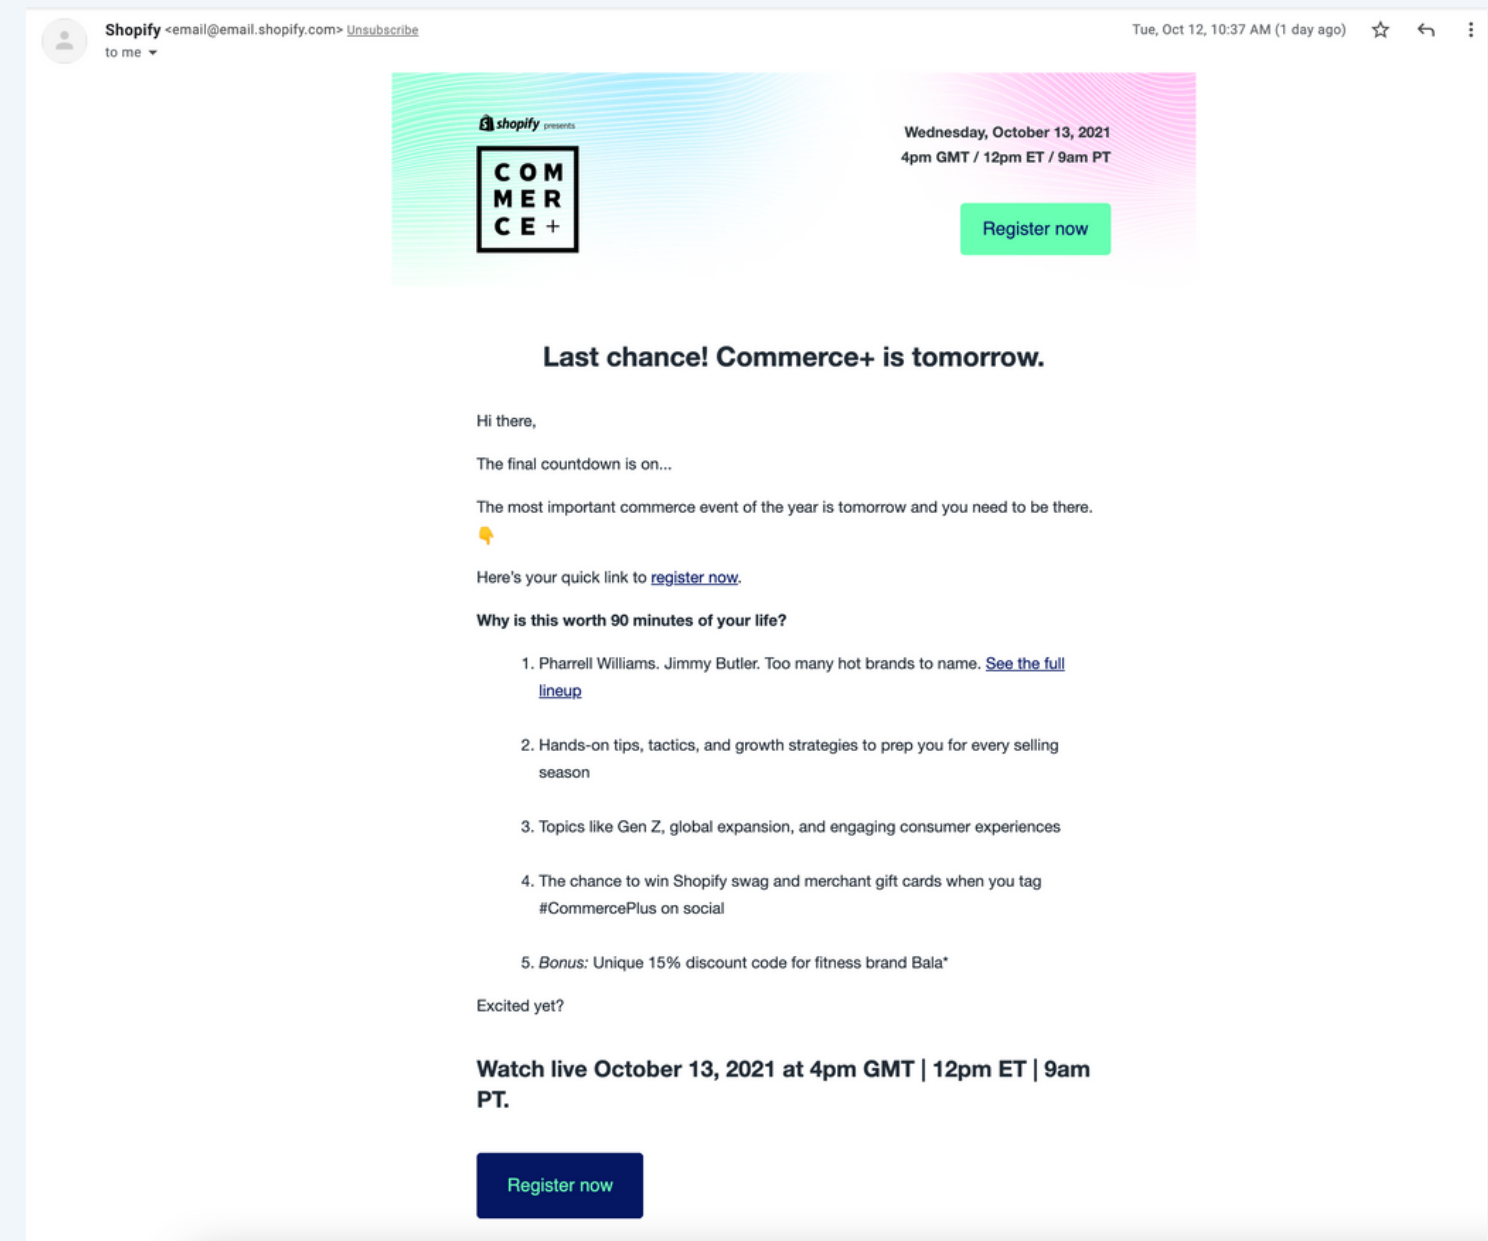 Shopify <email@email.shopify.com> Unsubscribe
Tue, Oct 12, 10:37 AM (1 day ago)
to me
shopify presents
COM
MER
CE+
Wednesday, October 13, 2021
4pm GMT / 12pm ET / 9am PT
Register now
Last chance! Commerce+ is tomorrow.
Hi there,
The final countdown is on...
The most important commerce event of the year is tomorrow and you need to be there.
👇
Here's your quick link to register now.
Why is this worth 90 minutes of your life?
1. Pharrell Williams. Jimmy Butler. Too many hot brands to name. See the full
lineup
2. Hands-on tips, tactics, and growth strategies to prep you for every selling
season
3. Topics like Gen Z, global expansion, and engaging consumer experiences
4. The chance to win Shopify swag and merchant gift cards when you tag
#CommercePlus on social
5. Bonus: Unique 15% discount code for fitness brand Bala*
Excited yet?
Watch live October 13, 2021 at 4pm GMT | 12pm ET | 9am
PT.
Register now